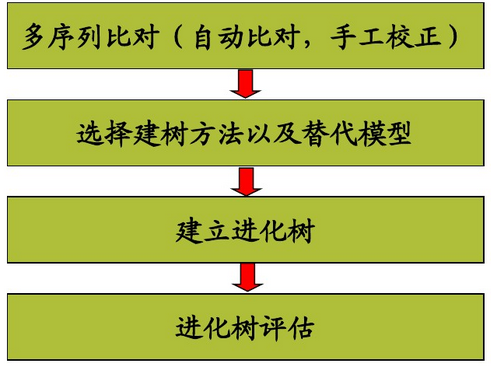 多序列比对（自动比对，手工校正）
选择建树方法以及替代模型
建立进化树
进化树评估